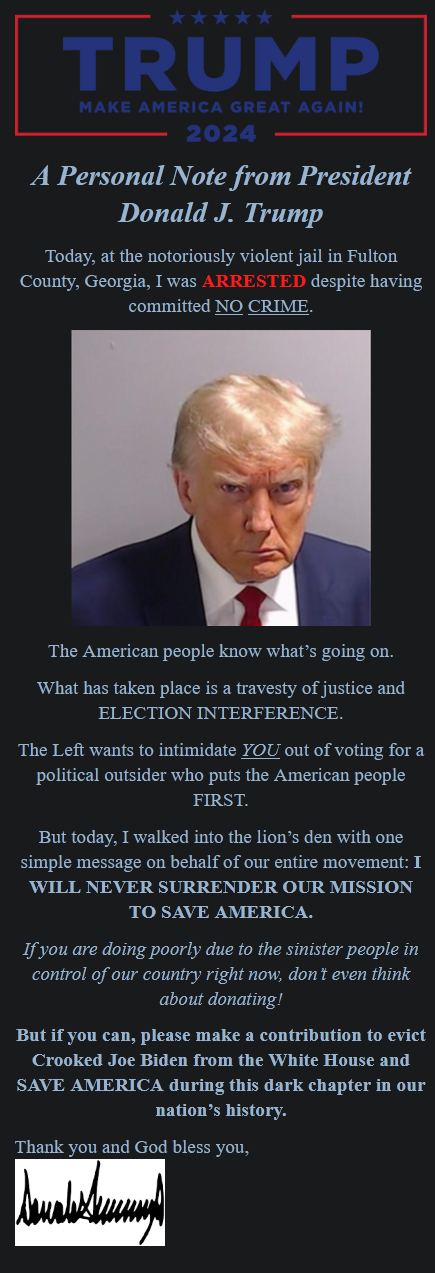 TRUMP
MAKE AMERICA GREAT AGAIN!
2024
A Personal Note from President
Donald J. Trump
Today, at the notoriously violent jail in Fulton
County, Georgia, I was ARRESTED despite having
committed NO CRIME.
The American people know what’s going on.
What has taken place is a travesty of justice and
ELECTION INTERFERENCE.
The Left wants to intimidate YOU out of voting for a
political outsider who puts the American people
FIRST.
But today, I walked into the lion’s den with one
simple message on behalf of our entire movement: I
WILL NEVER SURRENDER OUR MISSION
TO SAVE AMERICA.
If you are doing poorly due to the sinister people in
control of our country right now, don’t even think
about donating!
But if you can, please make a contribution to evict
Crooked Joe Biden from the White House and
SAVE AMERICA during this dark chapter in our
nation’s history.
Thank you and God bless you,
Donald Trump